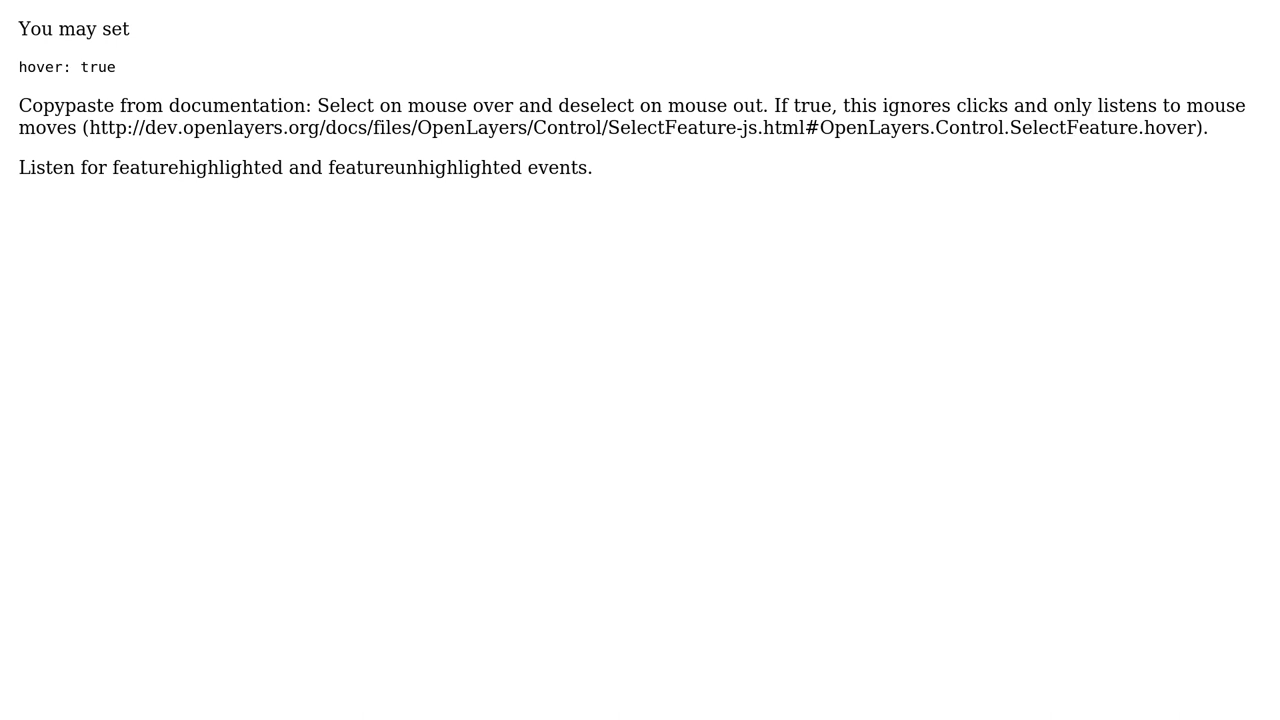 You may set
hover: true
Copypaste from documentation: Select on mouse over and deselect on mouse out. If true, this ignores clicks and only listens to mouse
moves (http://dev.openlayers.org/docs/files/OpenLayers/Control/SelectFeature-js.html#OpenLayers.Control.SelectFeature.hover).
Listen for featurehighlighted and featureunhighlighted events.